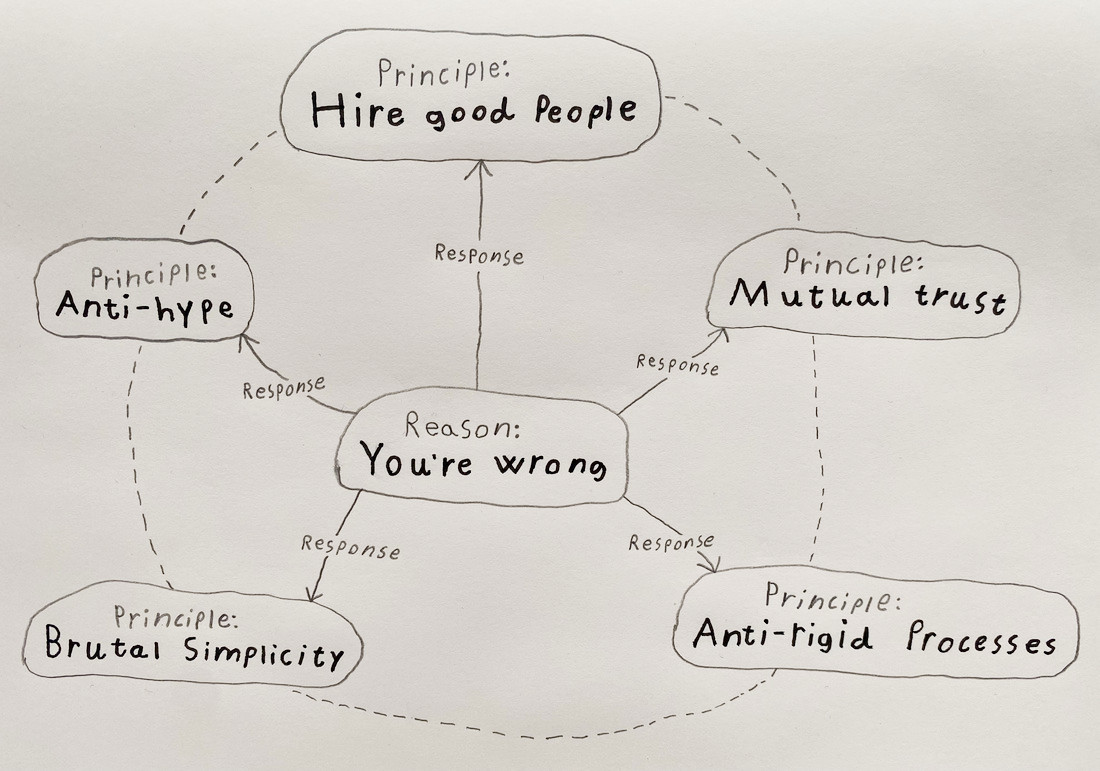 Principle:
Hire good People
Response
Principle:
Anti-hype
Principle:
Mutual trust
Response
Response
Reason:
You're wrong
Response
Response
Principle:
Brutal Simplicity
Principle:
Anti-rigid Processes